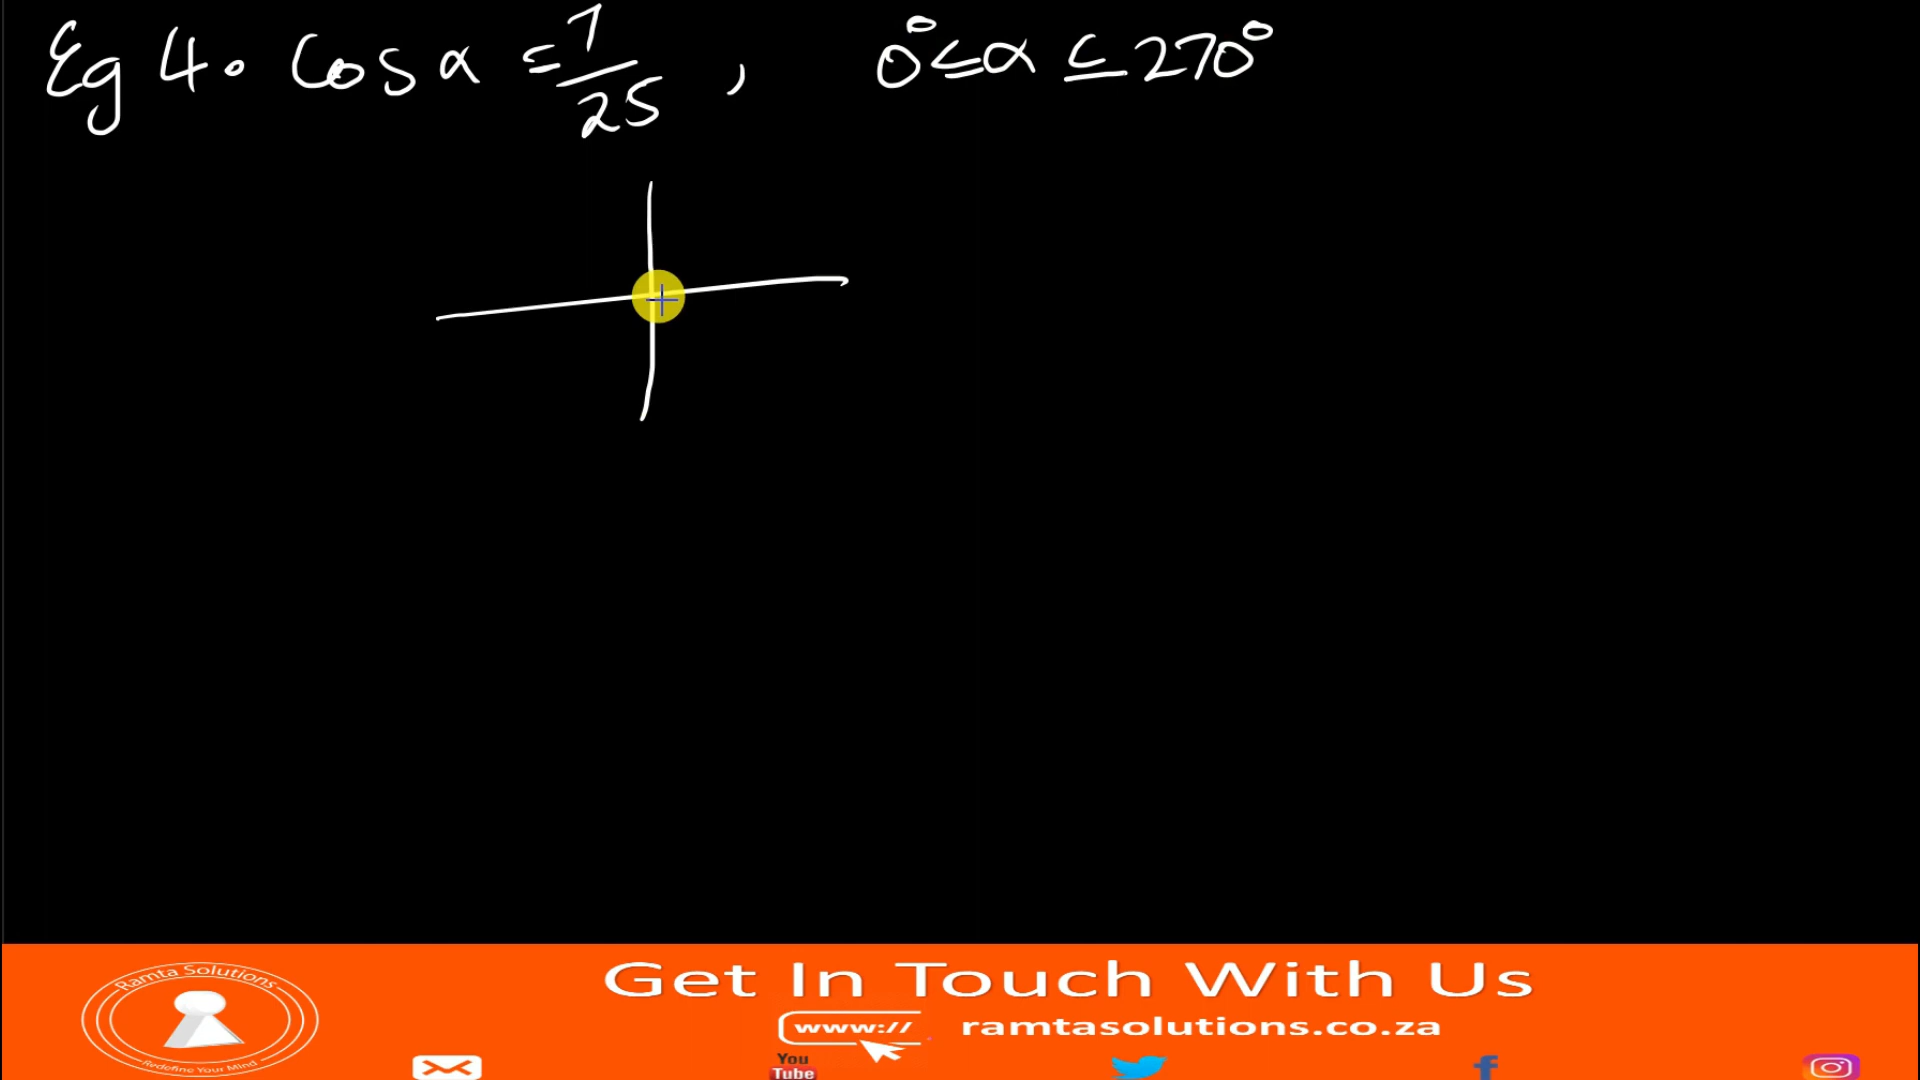 Eg 4. Cos α = 7/25 , 0° ≤ α ≤ 270°
Get In Touch With Us
www:// ramtasolutions.co.za
Ramta Solutions
Redefine Your Mind
You
Tube